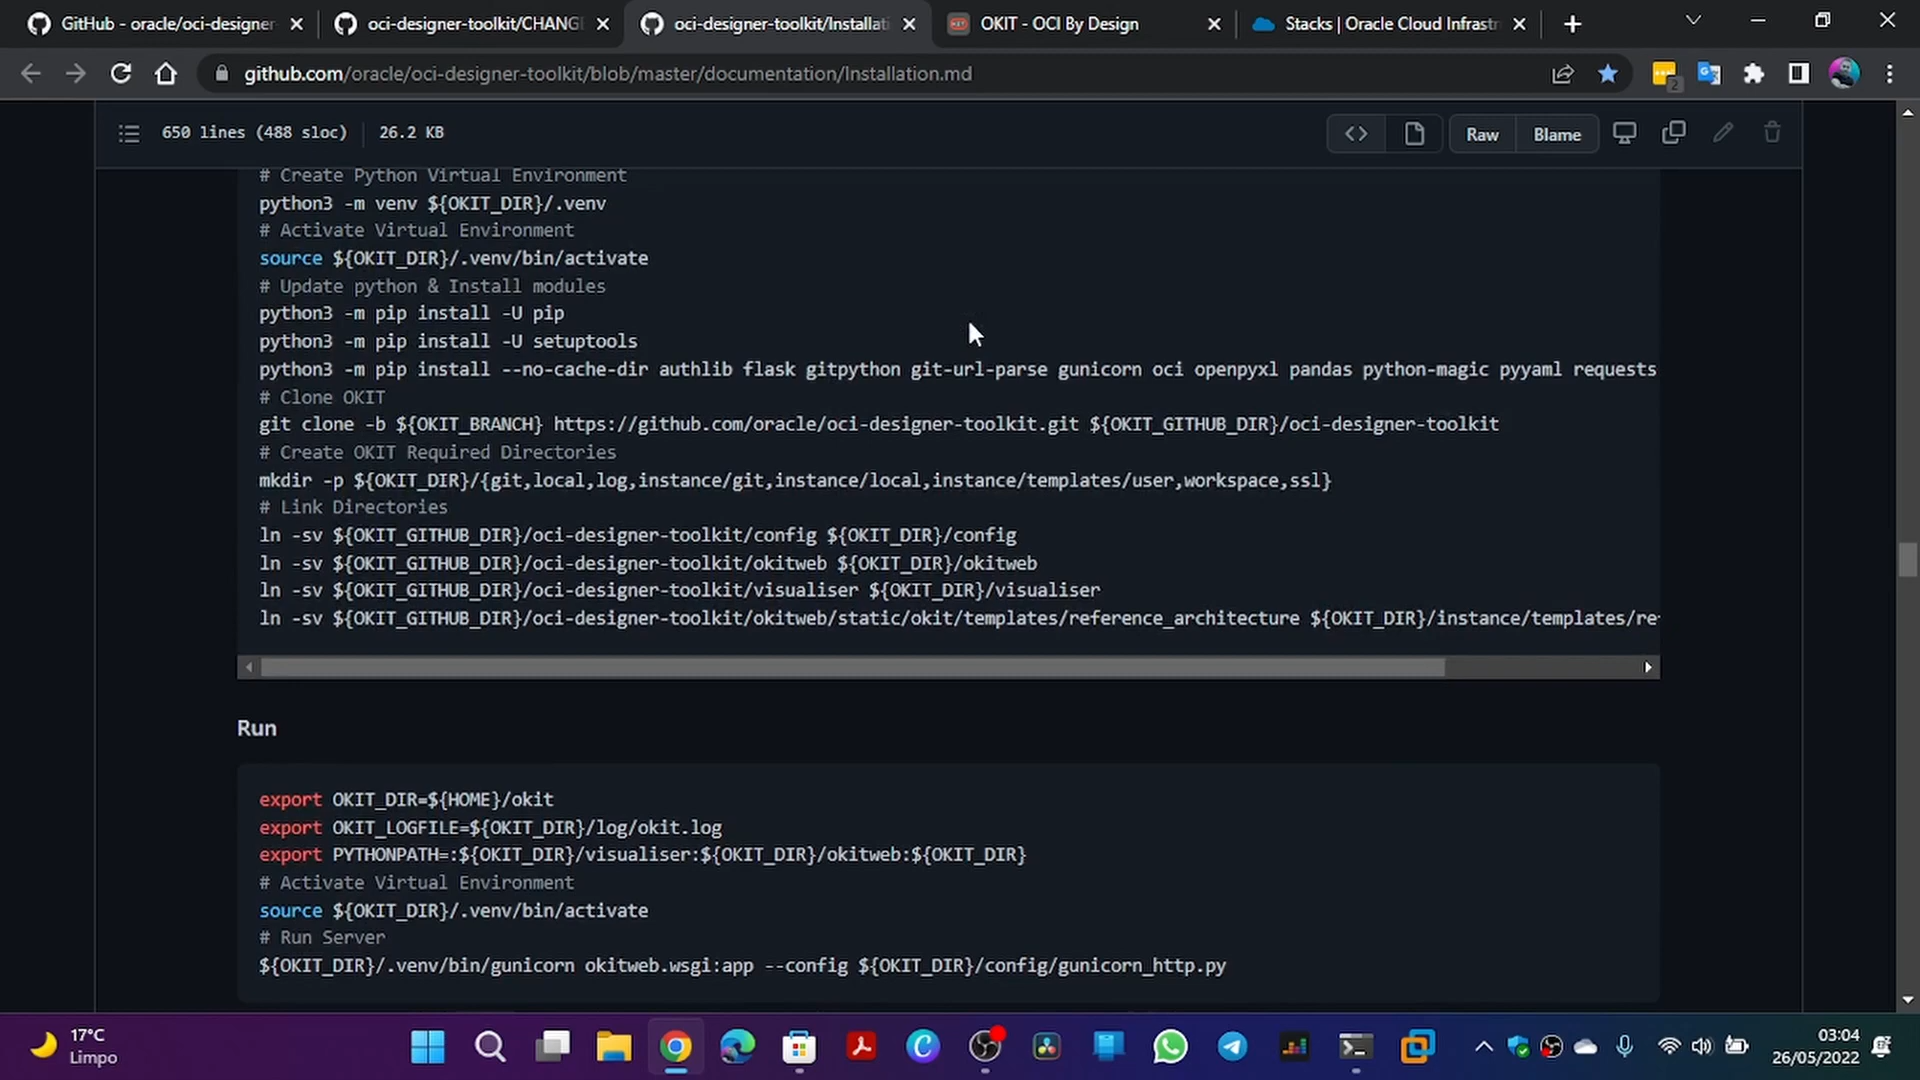 GitHub - oracle/oci-designer-
oci-designer-toolkit/CHANG
oci-designer-toolkit/Installati
OKIT - OCI By Design
Stacks | Oracle Cloud Infrast
github.com/oracle/oci-designer-toolkit/blob/master/documentation/Installation.md
2
650 lines (488 sloc)
26.2 KB
Raw
Blame
# Create Python Virtual Environment
python3 -m venv ${OKIT_DIR}/.venv
# Activate Virtual Environment
source ${OKIT_DIR}/.venv/bin/activate
# Update python & Install modules
python3 -m pip install -U pip
python3 -m pip install -U setuptools
python3 -m pip install --no-cache-dir authlib flask gitpython git-url-parse gunicorn oci openpyxl pandas python-magic pyyaml requests
# Clone OKIT
git clone -b ${OKIT_BRANCH} https://github.com/oracle/oci-designer-toolkit.git ${OKIT_GITHUB_DIR}/oci-designer-toolkit
# Create OKIT Required Directories
mkdir -p ${OKIT_DIR}/{git,local,log,instance/git,instance/local,instance/templates/user,workspace,ssl}
# Link Directories
ln -sv ${OKIT_GITHUB_DIR}/oci-designer-toolkit/config ${OKIT_DIR}/config
ln -sv ${OKIT_GITHUB_DIR}/oci-designer-toolkit/okitweb ${OKIT_DIR}/okitweb
ln -sv ${OKIT_GITHUB_DIR}/oci-designer-toolkit/visualiser ${OKIT_DIR}/visualiser
ln -sv ${OKIT_GITHUB_DIR}/oci-designer-toolkit/okitweb/static/okit/templates/reference_architecture ${OKIT_DIR}/instance/templates/re
Run
export OKIT_DIR=${HOME}/okit
export OKIT_LOGFILE=${OKIT_DIR}/log/okit.log
export PYTHONPATH=:${OKIT_DIR}/visualiser:${OKIT_DIR}/okitweb:${OKIT_DIR}
# Activate Virtual Environment
source ${OKIT_DIR}/.venv/bin/activate
# Run Server
${OKIT_DIR}/.venv/bin/gunicorn okitweb.wsgi:app --config ${OKIT_DIR}/config/gunicorn_http.py
17°C
Limpo
03:04
26/05/2022